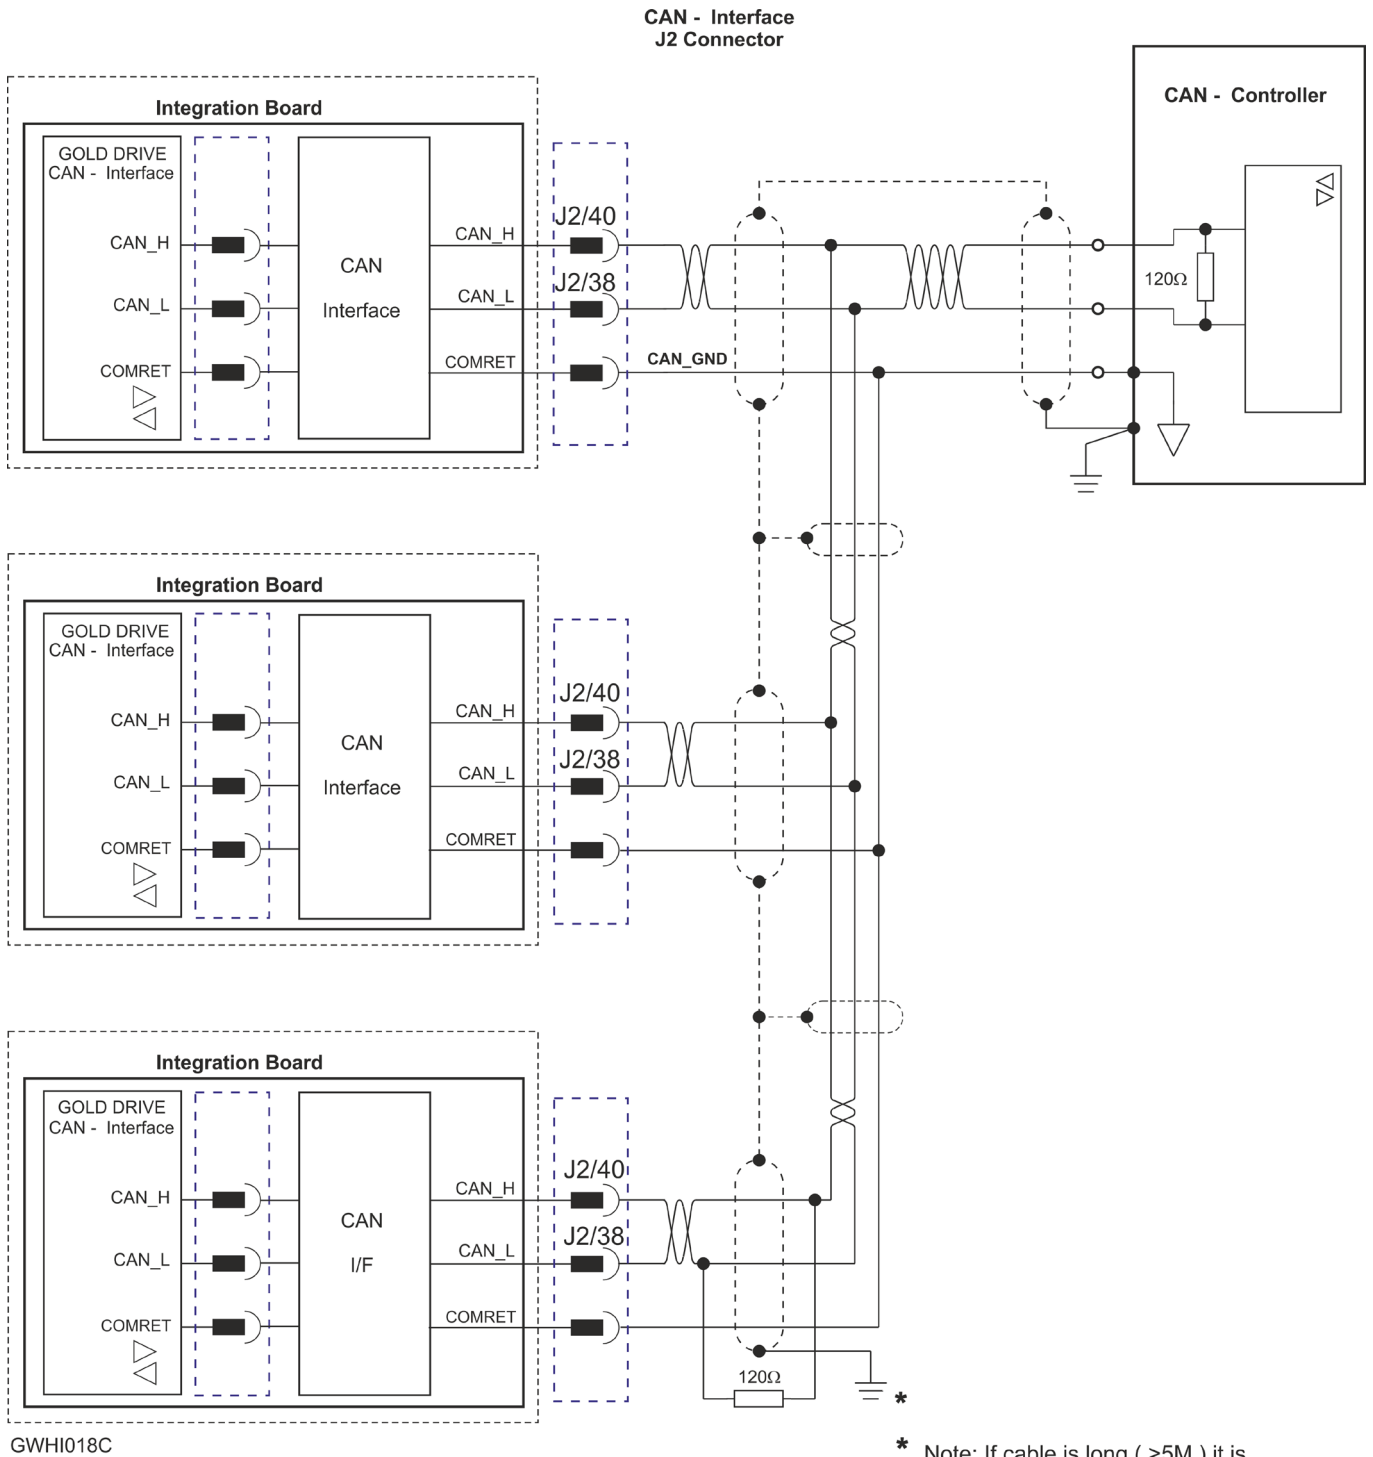 CAN - Interface
J2 Connector
CAN - Controller
120Ω
Integration Board
GOLD DRIVE
CAN - Interface
CAN_H
CAN_L
COMRET
CAN
Interface
CAN_H
CAN_L
COMRET
J2/40
J2/38
CAN_GND
Integration Board
GOLD DRIVE
CAN - Interface
CAN_H
CAN_L
COMRET
CAN
Interface
CAN_H
CAN_L
COMRET
J2/40
J2/38
Integration Board
GOLD DRIVE
CAN - Interface
CAN_H
CAN_L
COMRET
CAN
I/F
CAN_H
CAN_L
COMRET
J2/40
J2/38
120Ω
*
GWHI018C
* Note: If cable is long ( >5M ) it is